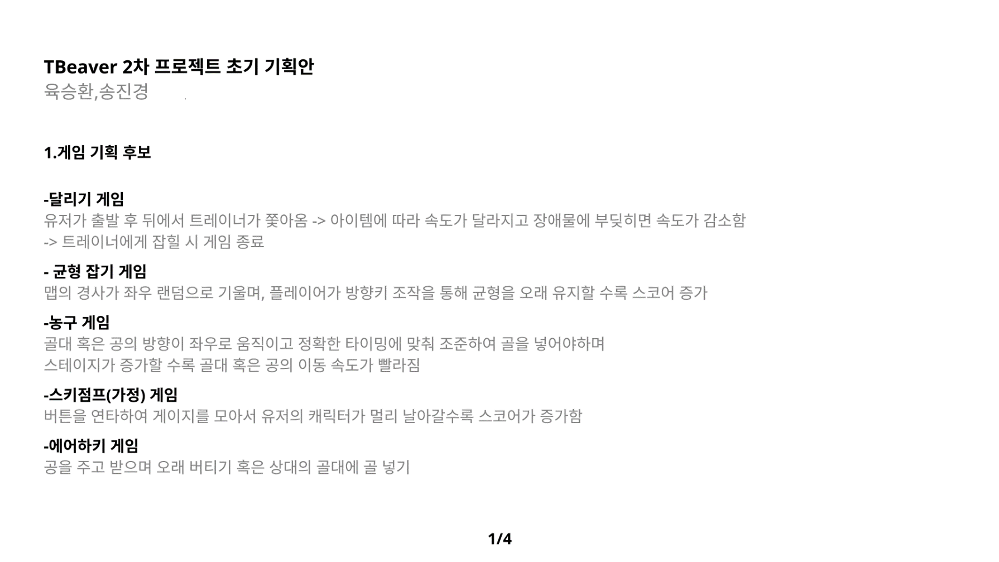 TBeaver 2차 프로젝트 초기 기획안
육승환,송진경
1.게임 기획 후보
-달리기 게임
유저가 출발 후 뒤에서 트레이너가 쫓아옴 -> 아이템에 따라 속도가 달라지고 장애물에 부딪히면 속도가 감소함
-> 트레이너에게 잡힐 시 게임 종료
- 균형 잡기 게임
맵의 경사가 좌우 랜덤으로 기울며, 플레이어가 방향키 조작을 통해 균형을 오래 유지할 수록 스코어 증가
-농구 게임
골대 혹은 공의 방향이 좌우로 움직이고 정확한 타이밍에 맞춰 조준하여 골을 넣어야하며
스테이지가 증가할 수록 골대 혹은 공의 이동 속도가 빨라짐
-스키점프(가정) 게임
버튼을 연타하여 게이지를 모아서 유저의 캐릭터가 멀리 날아갈수록 스코어가 증가함
-에어하키 게임
공을 주고 받으며 오래 버티기 혹은 상대의 골대에 골 넣기
1/4